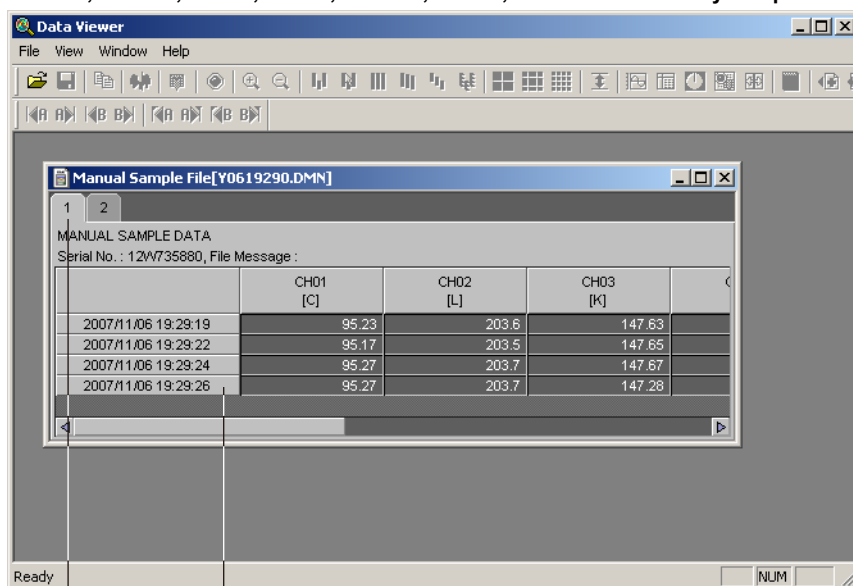 Data Viewer
File View Window Help
A A B B A A B B
Manual Sample File[Y0619290.DMN]
1 2
MANUAL SAMPLE DATA
Serial No. : 12W735880, File Message :
CH01 CH02 CH03
[C] [L] [K]
2007/11/06 19:29:19 95.23 203.6 147.63
2007/11/06 19:29:22 95.17 203.5 147.65
2007/11/06 19:29:24 95.27 203.7 147.67
2007/11/06 19:29:26 95.27 203.7 147.28
Ready NUM